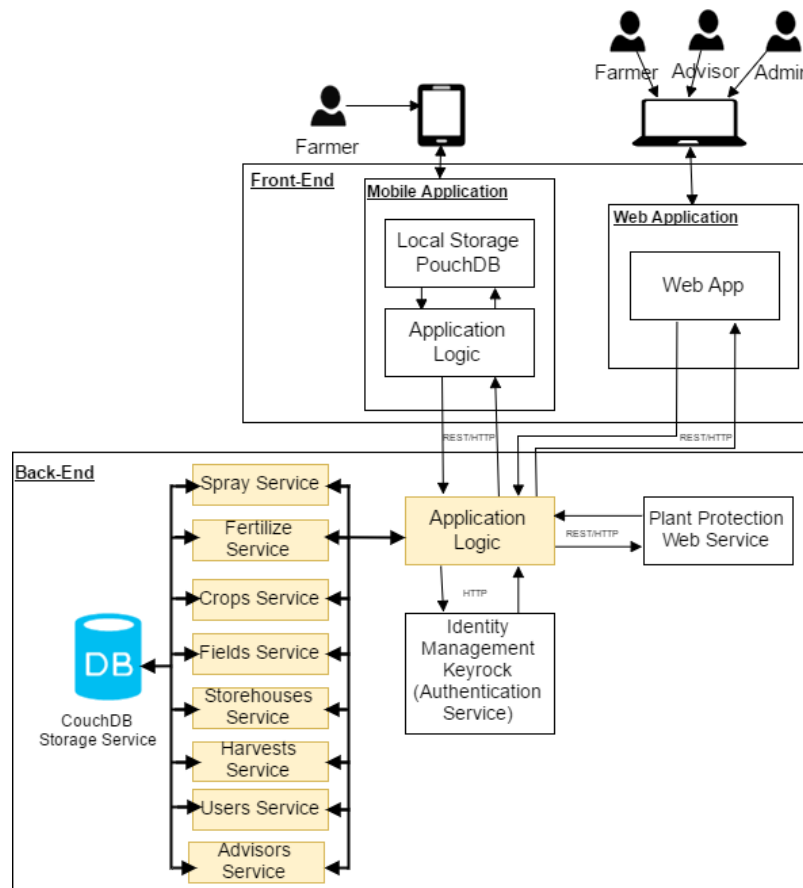 Farmer
Advisor
Admin
Farmer
Front-End
Mobile Application
Local Storage
PouchDB
Application
Logic
Web Application
Web App
REST/HTTP
REST/HTTP
Back-End
Spray Service
Fertilize
Service
Crops Service
Fields Service
Storehouses
Service
Harvests
Service
Users Service
Advisors
Service
DB
CouchDB
Storage Service
Application
Logic
REST/HTTP
Plant Protection
Web Service
HTTP
Identity
Management
Keyrock
(Authentication
Service)